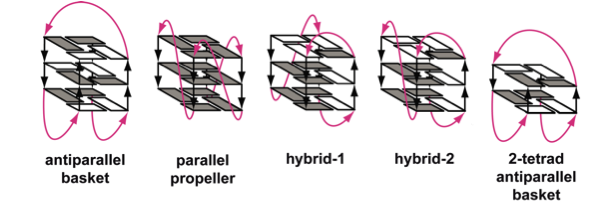 antiparallel
basket
parallel
propeller
hybrid-1
hybrid-2
2-tetrad
antiparallel
basket